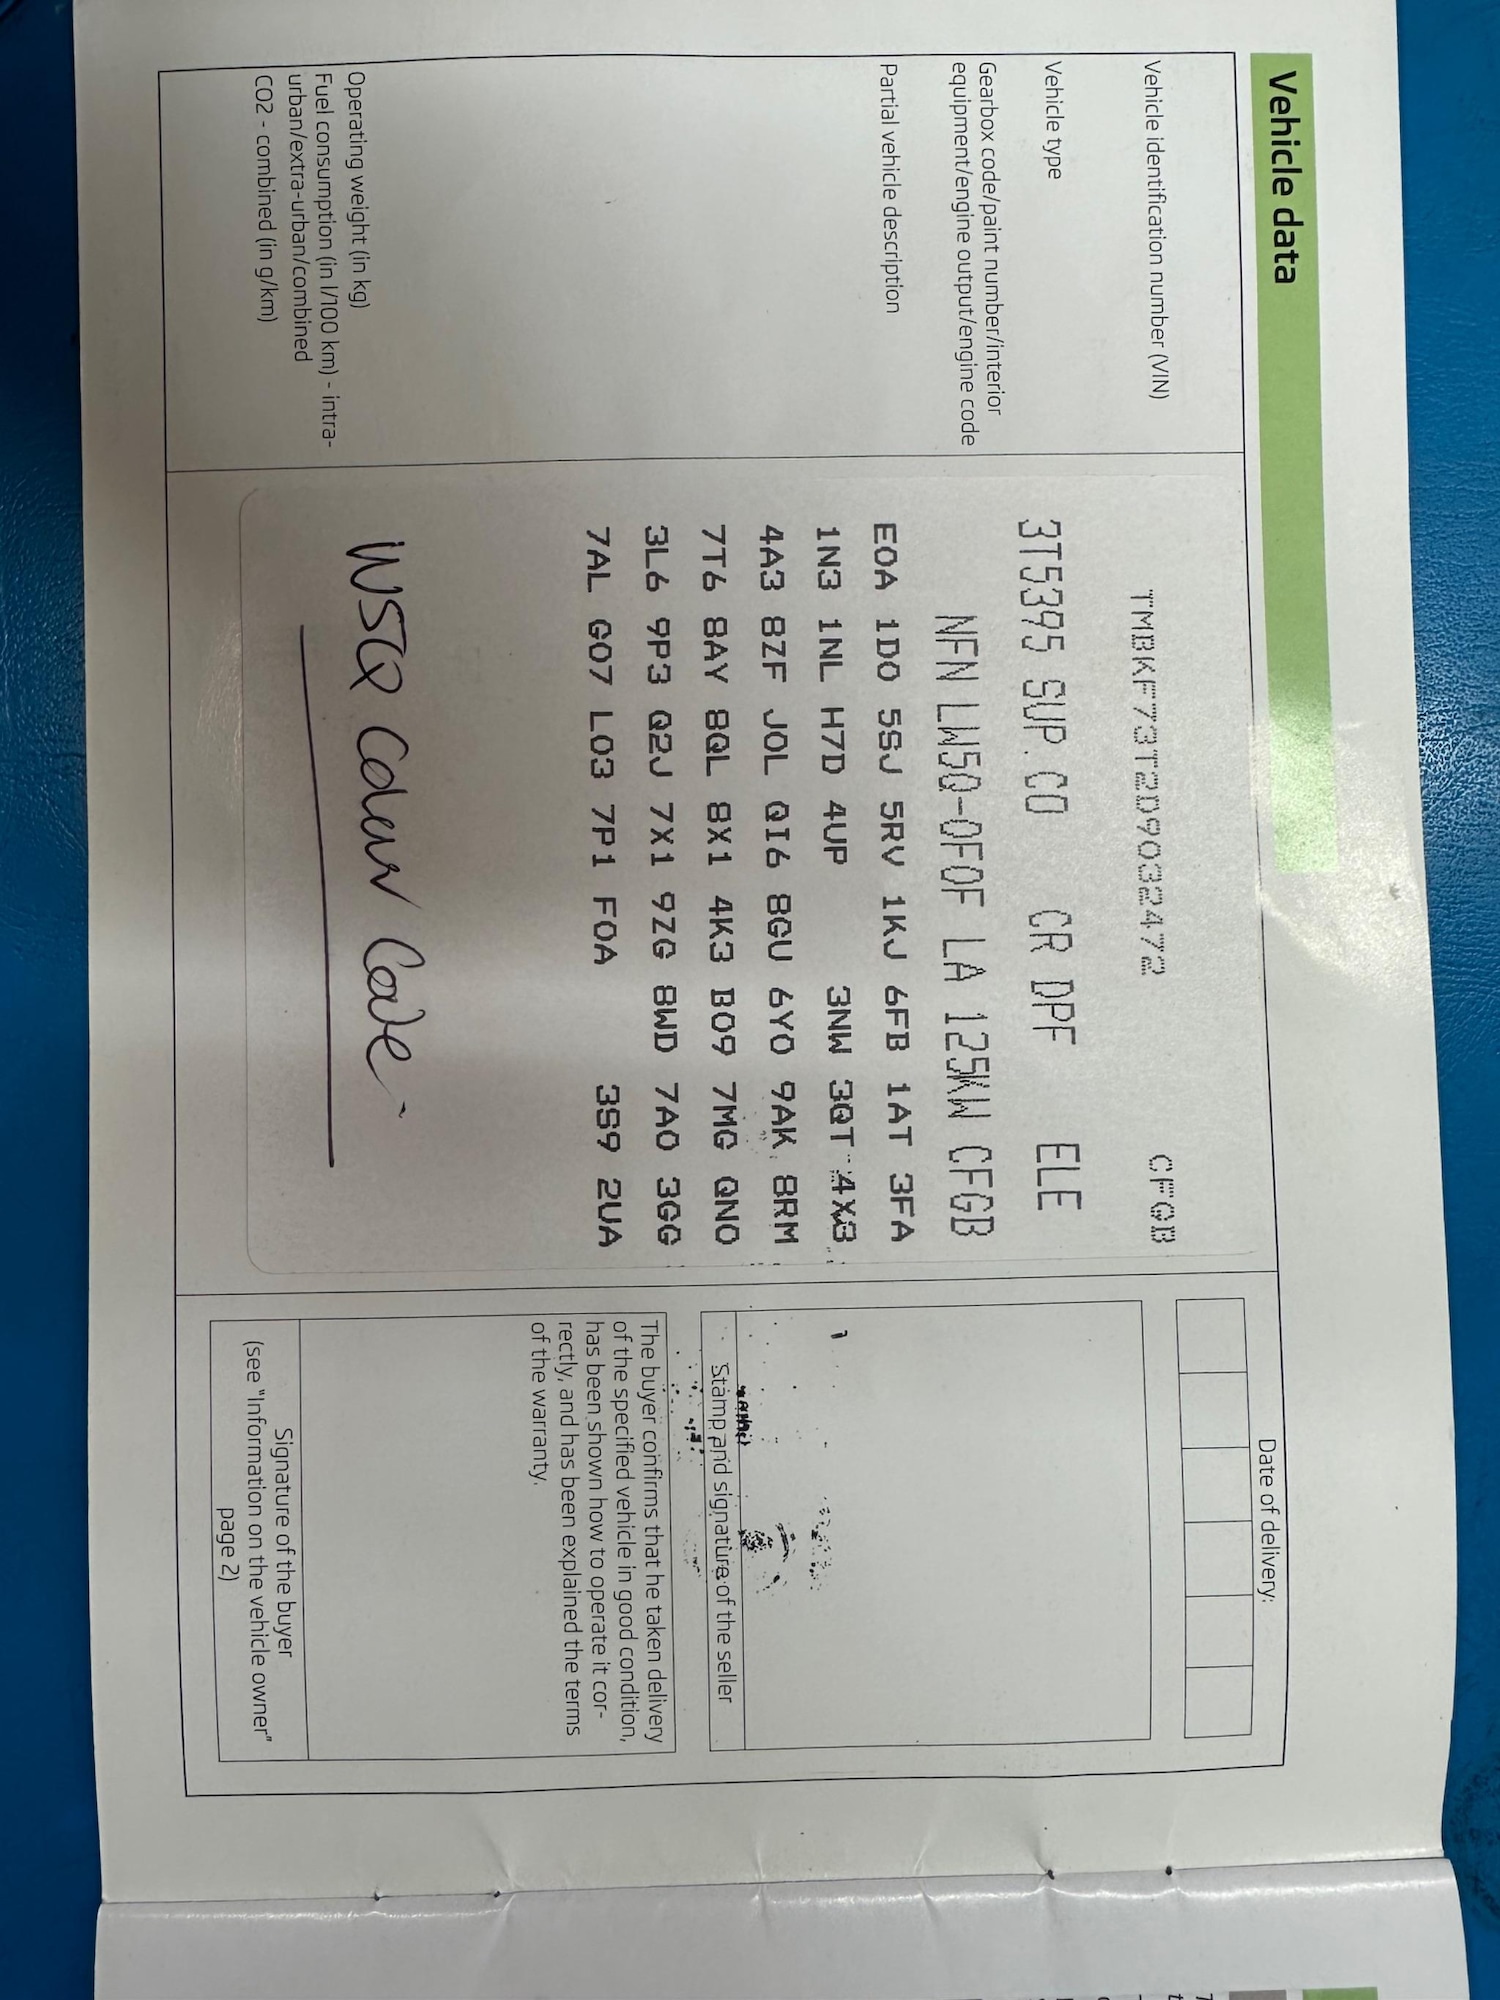 Vehicle data
Vehicle identification number (VIN)
Vehicle type
Gearbox code/paint number/interior
equipment/engine output/engine code
Partial vehicle description
Operating weight (in kg)
Fuel consumption (in l/100 km) - intra-
urban/extra-urban/combined
CO2 - combined (in g/km)
TMBKF73T2D9032472 CFGB
3T5395 SUP.CO CR DPF ELE
NFN LW5Q-0F0F LA 125KW CFGB
E0A 1D0 5SJ 5RV 1KJ 6FB 1AT 3FA
1N3 1NL H7D 4UP 3NW 3QT 4X3
4A3 8ZF J0L QI6 8GU 6Y0 9AK 8RM
7T6 8AY 8QL 8X1 4K3 B09 7MG QN0
3L6 9P3 Q2J 7X1 9ZG 8WD 7A0 3GG
7AL G07 L03 7P1 F0A 3S9 2UA
W5Q Colour Code
Date of delivery:
Stamp and signature of the seller
The buyer confirms that he taken delivery
of the specified vehicle in good condition,
has been shown how to operate it cor-
rectly, and has been explained the terms
of the warranty.
Signature of the buyer
(see "Information on the vehicle owner"
page 2)